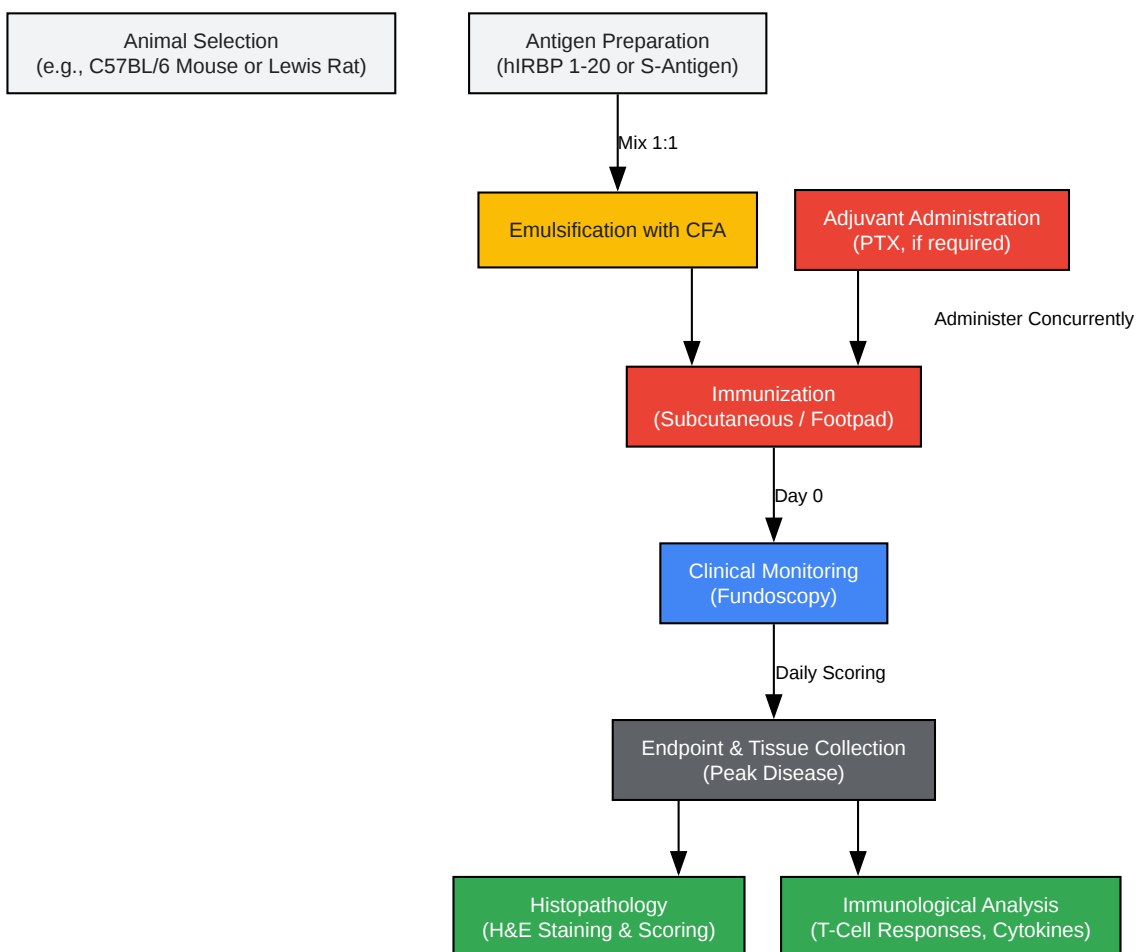 Animal Selection
(e.g., C57BL/6 Mouse or Lewis Rat)
Antigen Preparation
(hIRBP 1-20 or S-Antigen)
Mix 1:1
Emulsification with CFA
Adjuvant Administration
(PTX, if required)
Administer Concurrently
Immunization
(Subcutaneous / Footpad)
Day 0
Clinical Monitoring
(Fundoscopy)
Daily Scoring
Endpoint & Tissue Collection
(Peak Disease)
Histopathology
(H&E Staining & Scoring)
Immunological Analysis
(T-Cell Responses, Cytokines)